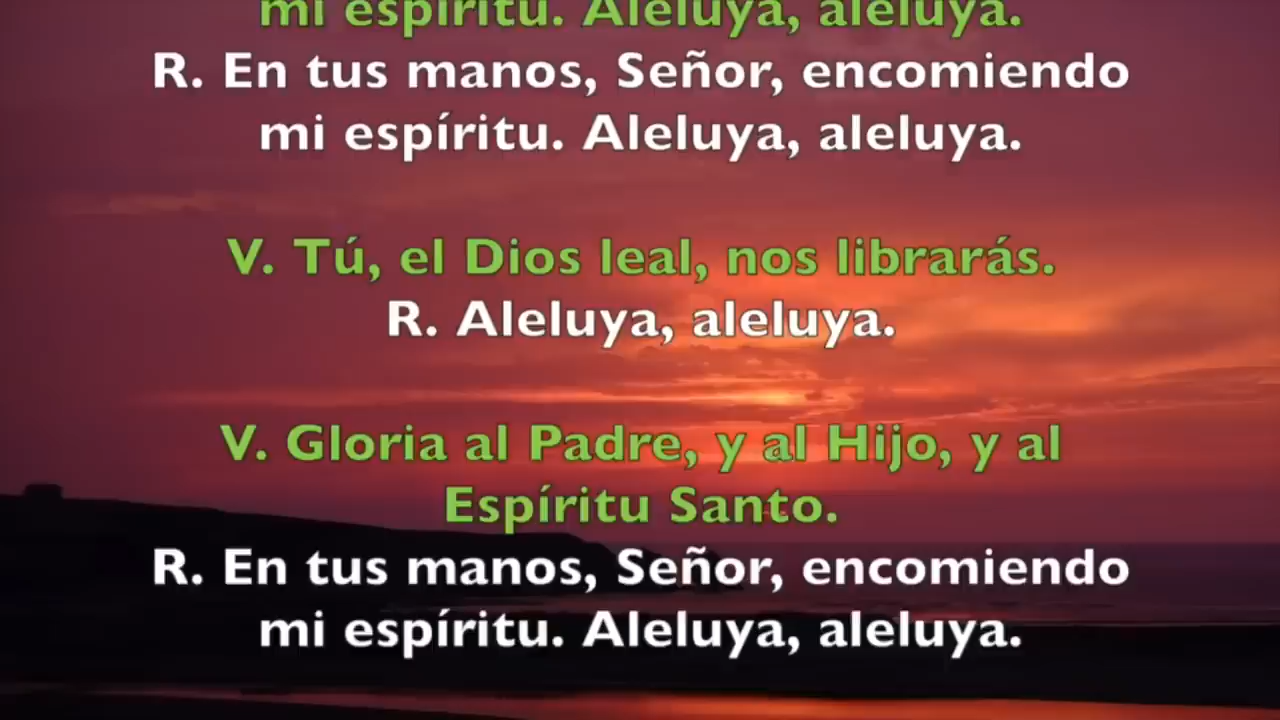 mi espíritu. Aleluya, aleluya.
R. En tus manos, Señor, encomiendo
mi espíritu. Aleluya, aleluya.
V. Tú, el Dios leal, nos librarás.
R. Aleluya, aleluya.
V. Gloria al Padre, y al Hijo, y al
Espíritu Santo.
R. En tus manos, Señor, encomiendo
mi espíritu. Aleluya, aleluya.